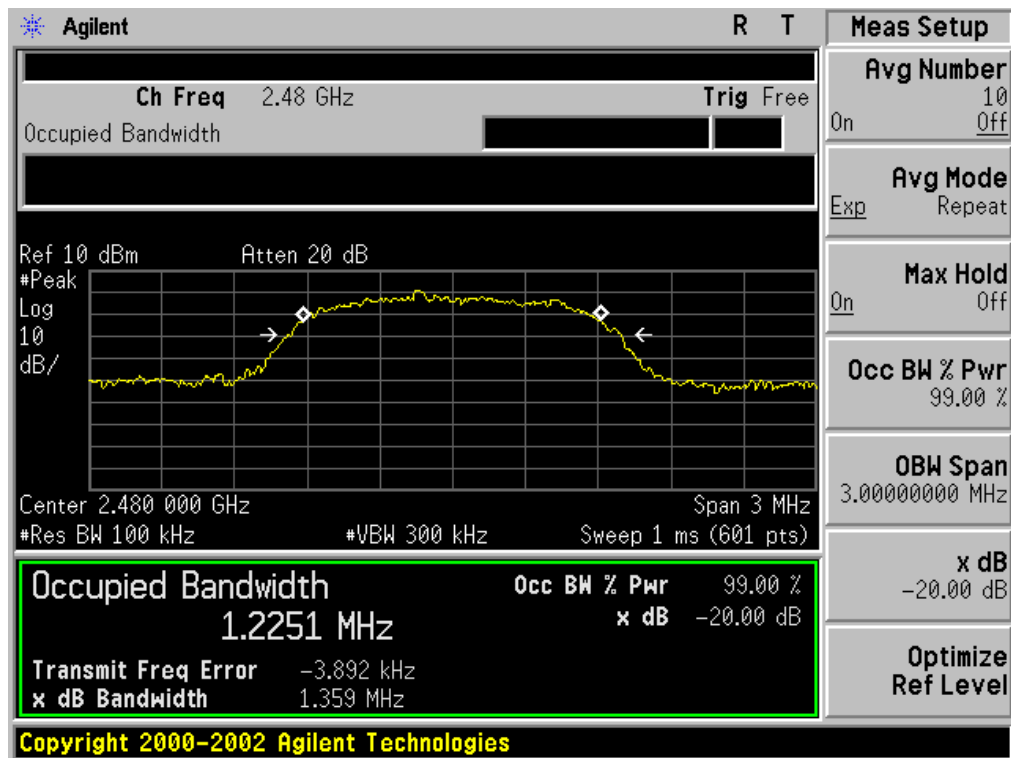 Agilent R T
Ch Freq 2.48 GHz Trig Free
Occupied Bandwidth
Ref 10 dBm Atten 20 dB
#Peak
Log
10
dB/
Center 2.480 000 GHz Span 3 MHz
#Res BW 100 kHz #VBW 300 kHz Sweep 1 ms (601 pts)
Occupied Bandwidth
1.2251 MHz
Occ BW % Pwr 99.00 %
x dB -20.00 dB
Transmit Freq Error -3.892 kHz
x dB Bandwidth 1.359 MHz
Copyright 2000-2002 Agilent Technologies
Meas Setup
Avg Number
10
On Off
Avg Mode
Exp Repeat
Max Hold
On Off
Occ BW % Pwr
99.00 %
OBW Span
3.00000000 MHz
x dB
-20.00 dB
Optimize
Ref Level